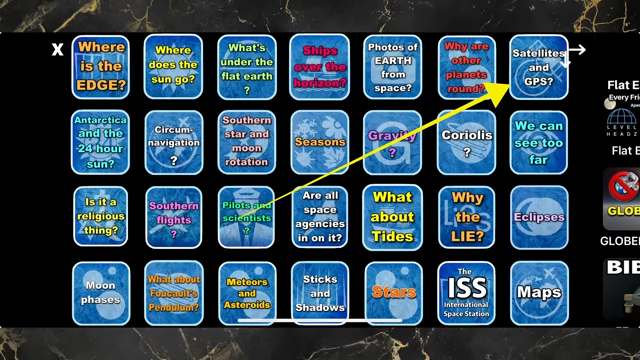 X
Where
is the
EDGE?
Where
does the
sun go?
What's
under the
flat earth
?
Ships
over the
horizon?
Photos of
EARTH
from
space?
Why are
other
planets
round?
Satellites
and
GPS?
Antarctica
and the
24 hour
sun?
Circum-
navigation
?
Southern
star and
moon
rotation
Seasons
Gravity
?
Coriolis
?
We can
see too
far
Is it a
religious
thing?
Southern
flights
?
Pilots and
scientists
?
Are all
space
agencies
in on it?
What
about
Tides
Why
the
LIE?
Eclipses
Moon
phases
What about
Foucault's
Pendulum?
Meteors
and
Asteroids
Sticks
and
Shadows
Stars
The
ISS
International
Space Station
Maps
Flat E
Every Frie
LEVEL
HEADZ
Flat E
GLOBE
GLOBE
BIB